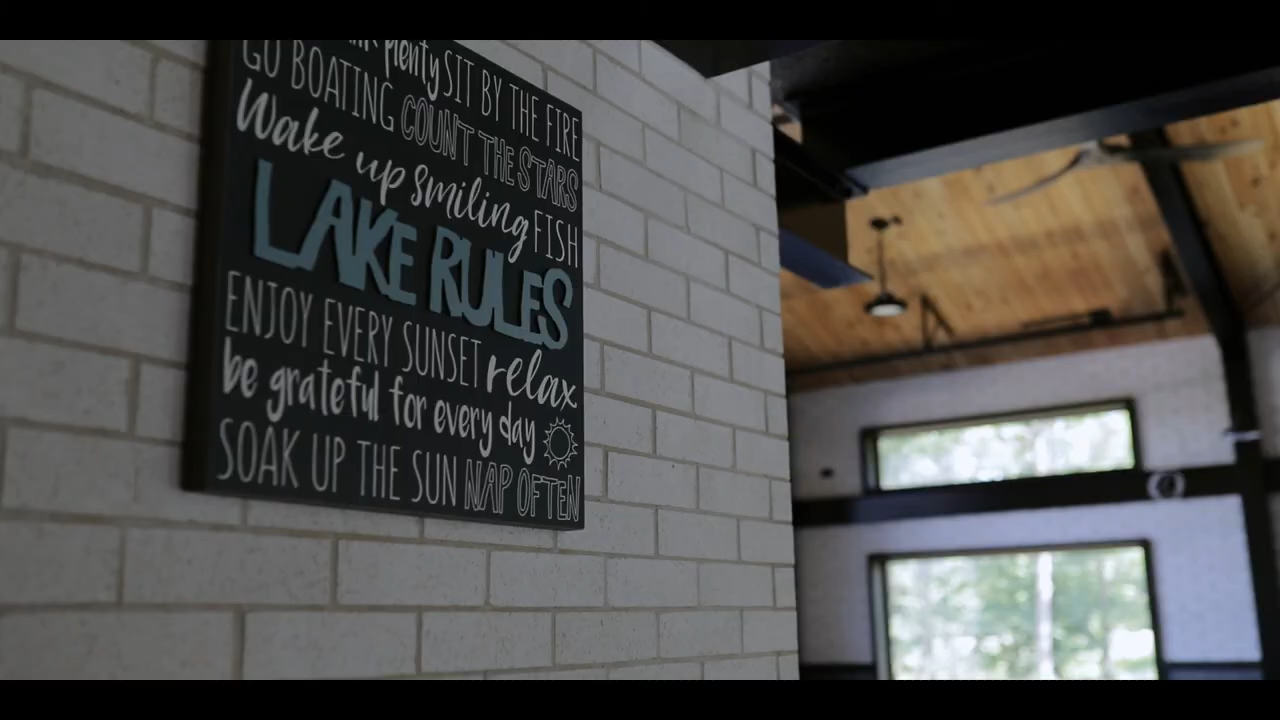 plenty SIT BY THE FIRE
GO BOATING COUNT THE STARS
Wake up smiling FISH
LAKE RULES
ENJOY EVERY SUNSET relax
be grateful for every day
SOAK UP THE SUN NAP OFTEN